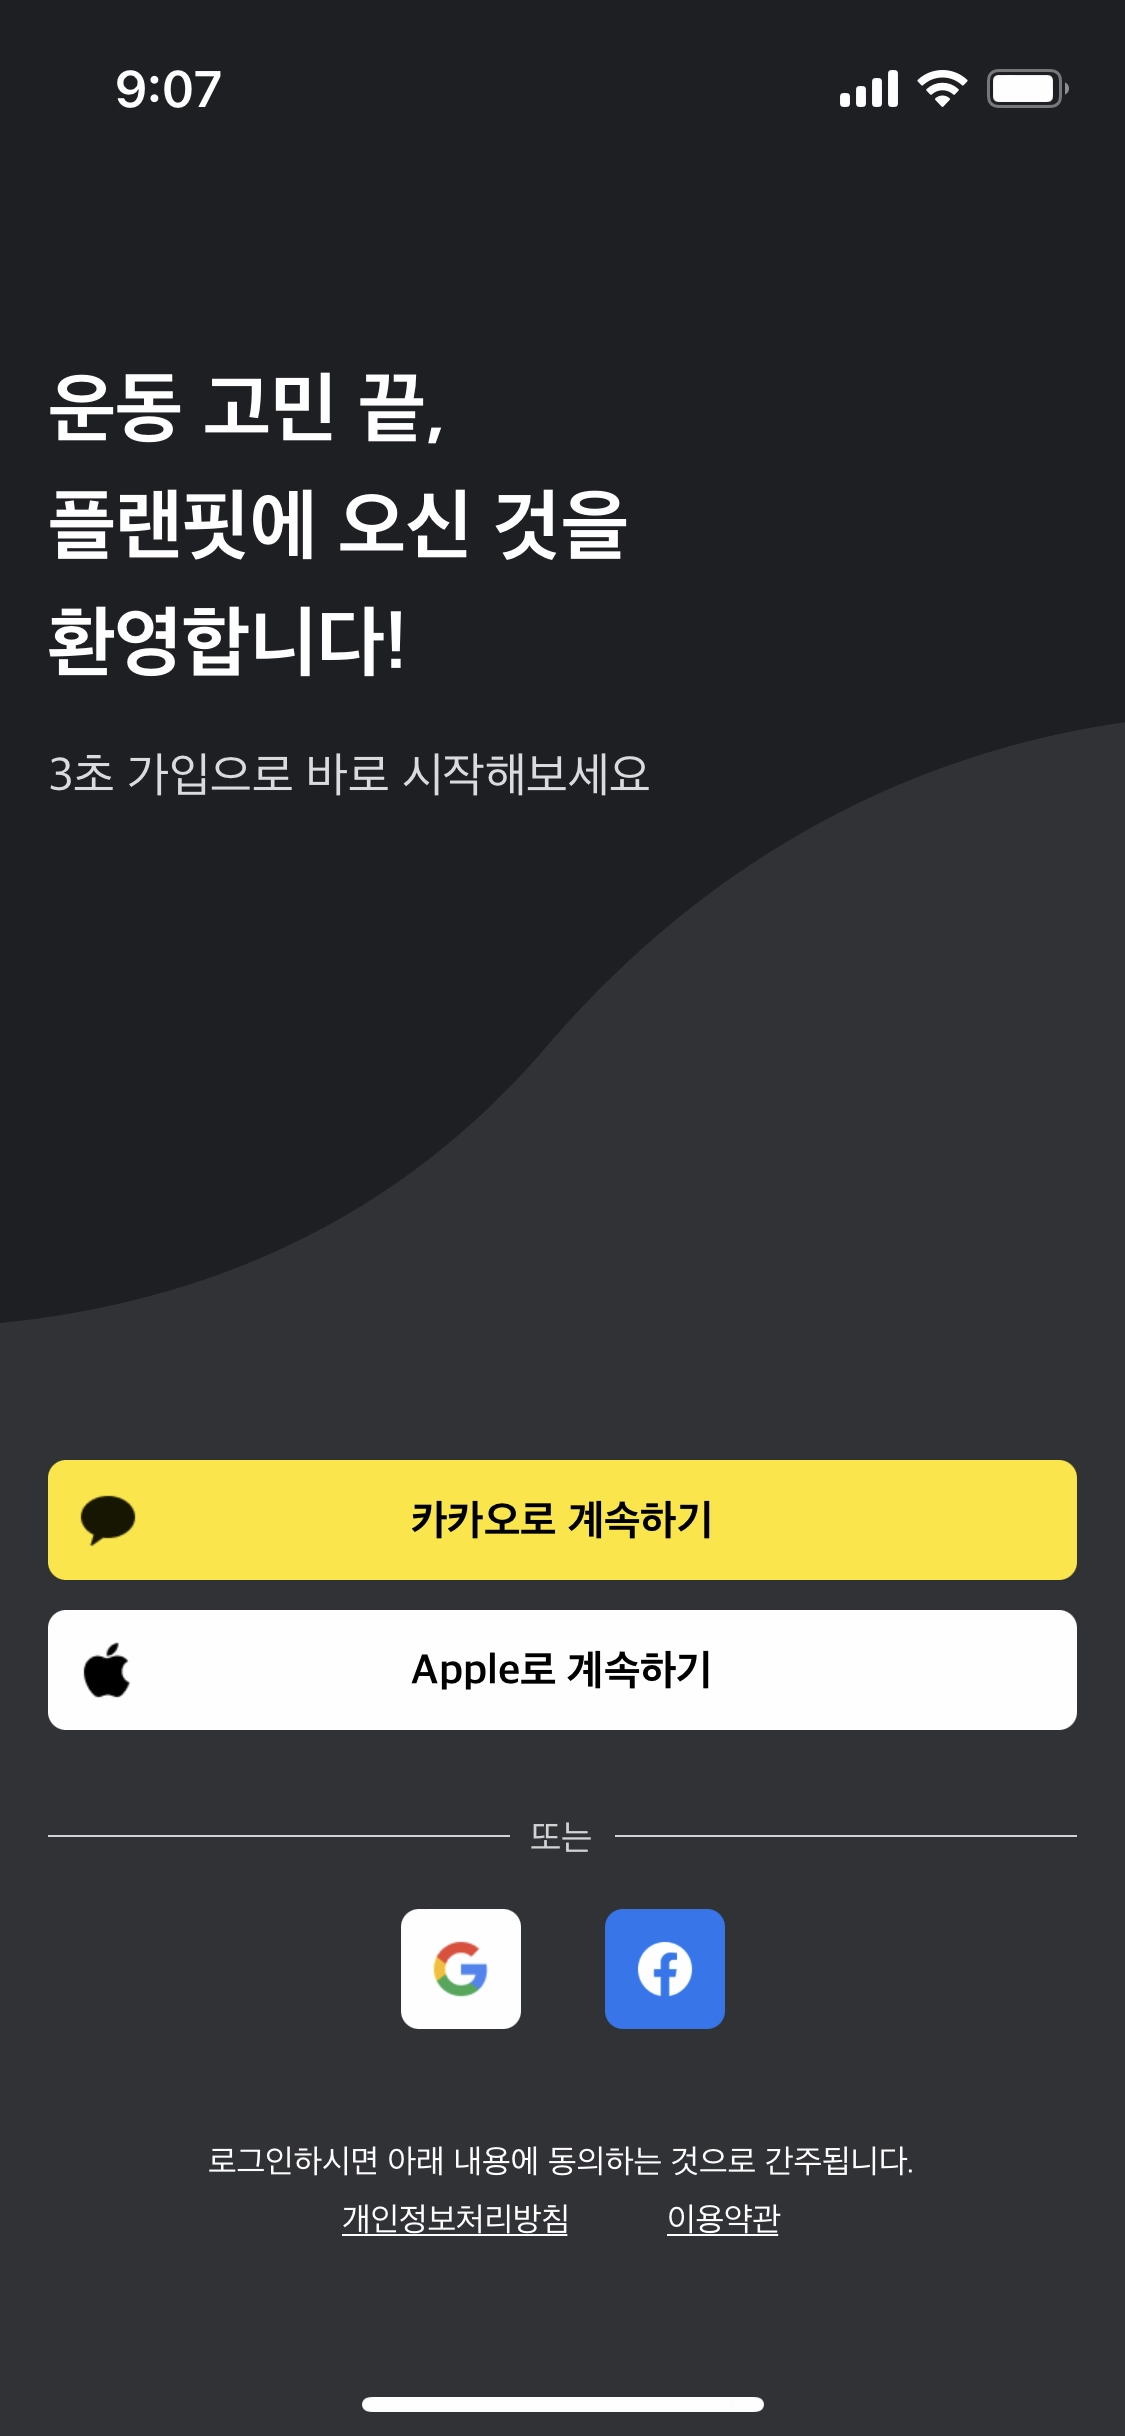 9:07
운동 고민 끝,
플랜핏에 오신 것을
환영합니다!
3초 가입으로 바로 시작해보세요
카카오로 계속하기
Apple로 계속하기
또는
로그인하시면 아래 내용에 동의하는 것으로 간주됩니다.
개인정보처리방침 이용약관